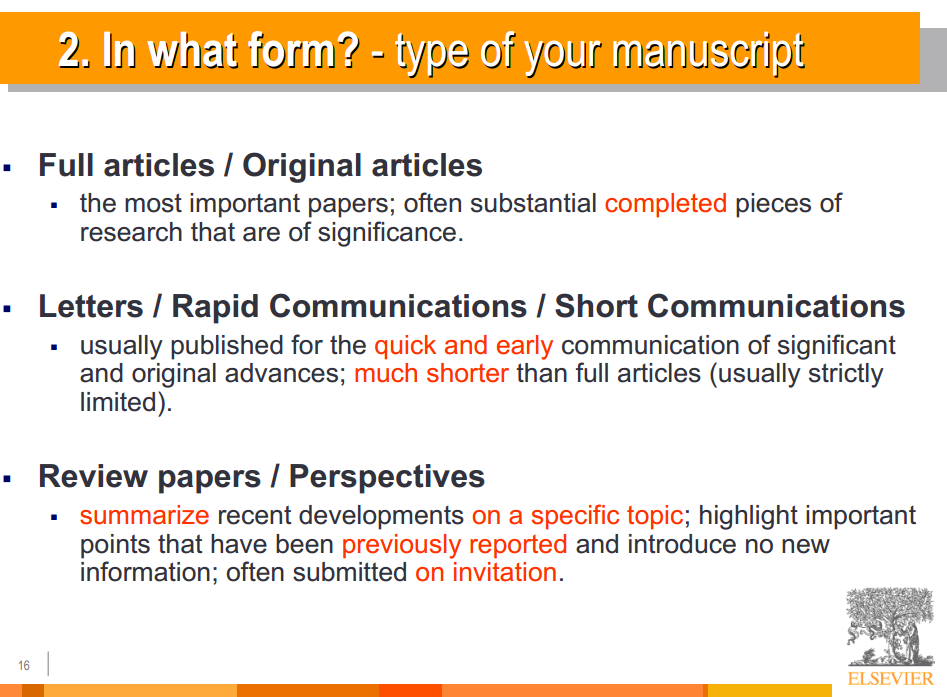 2. In what form? - type of your manuscript
▪ Full articles / Original articles
▪ the most important papers; often substantial completed pieces of
research that are of significance.
▪ Letters / Rapid Communications / Short Communications
▪ usually published for the quick and early communication of significant
and original advances; much shorter than full articles (usually strictly
limited).
▪ Review papers / Perspectives
▪ summarize recent developments on a specific topic; highlight important
points that have been previously reported and introduce no new
information; often submitted on invitation.
16
ELSEVIER